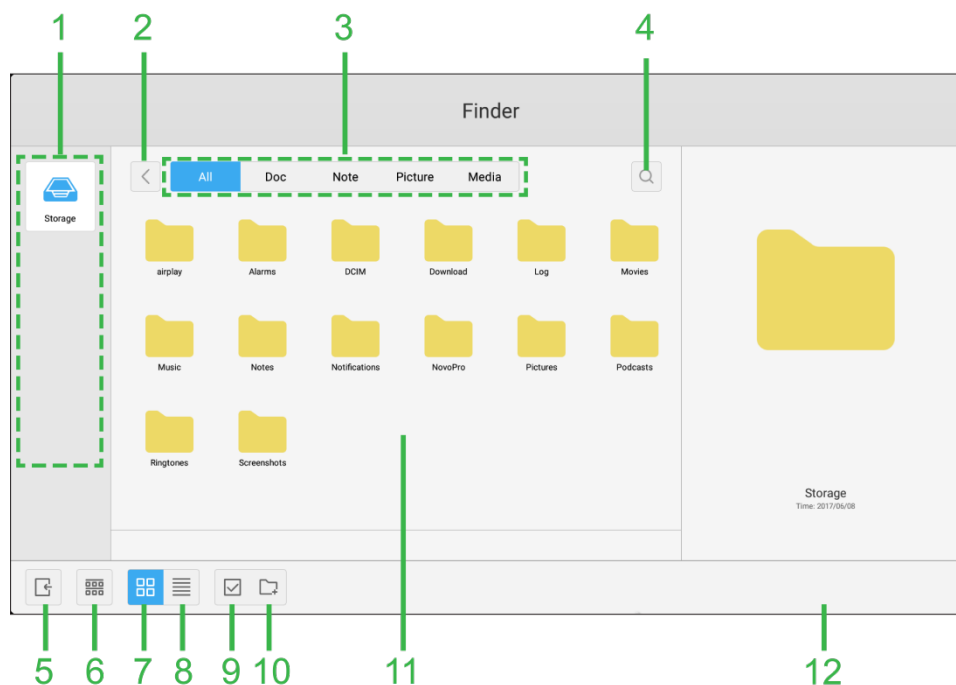 1 2 3 4
Finder
All Doc Note Picture Media
Storage
airplay Alarms DCIM Download Log Movies
Music Notes Notifications NovoPro Pictures Podcasts
Ringtones Screenshots
Storage
Time: 2017/06/08
5 6 7 8 9 10 11 12